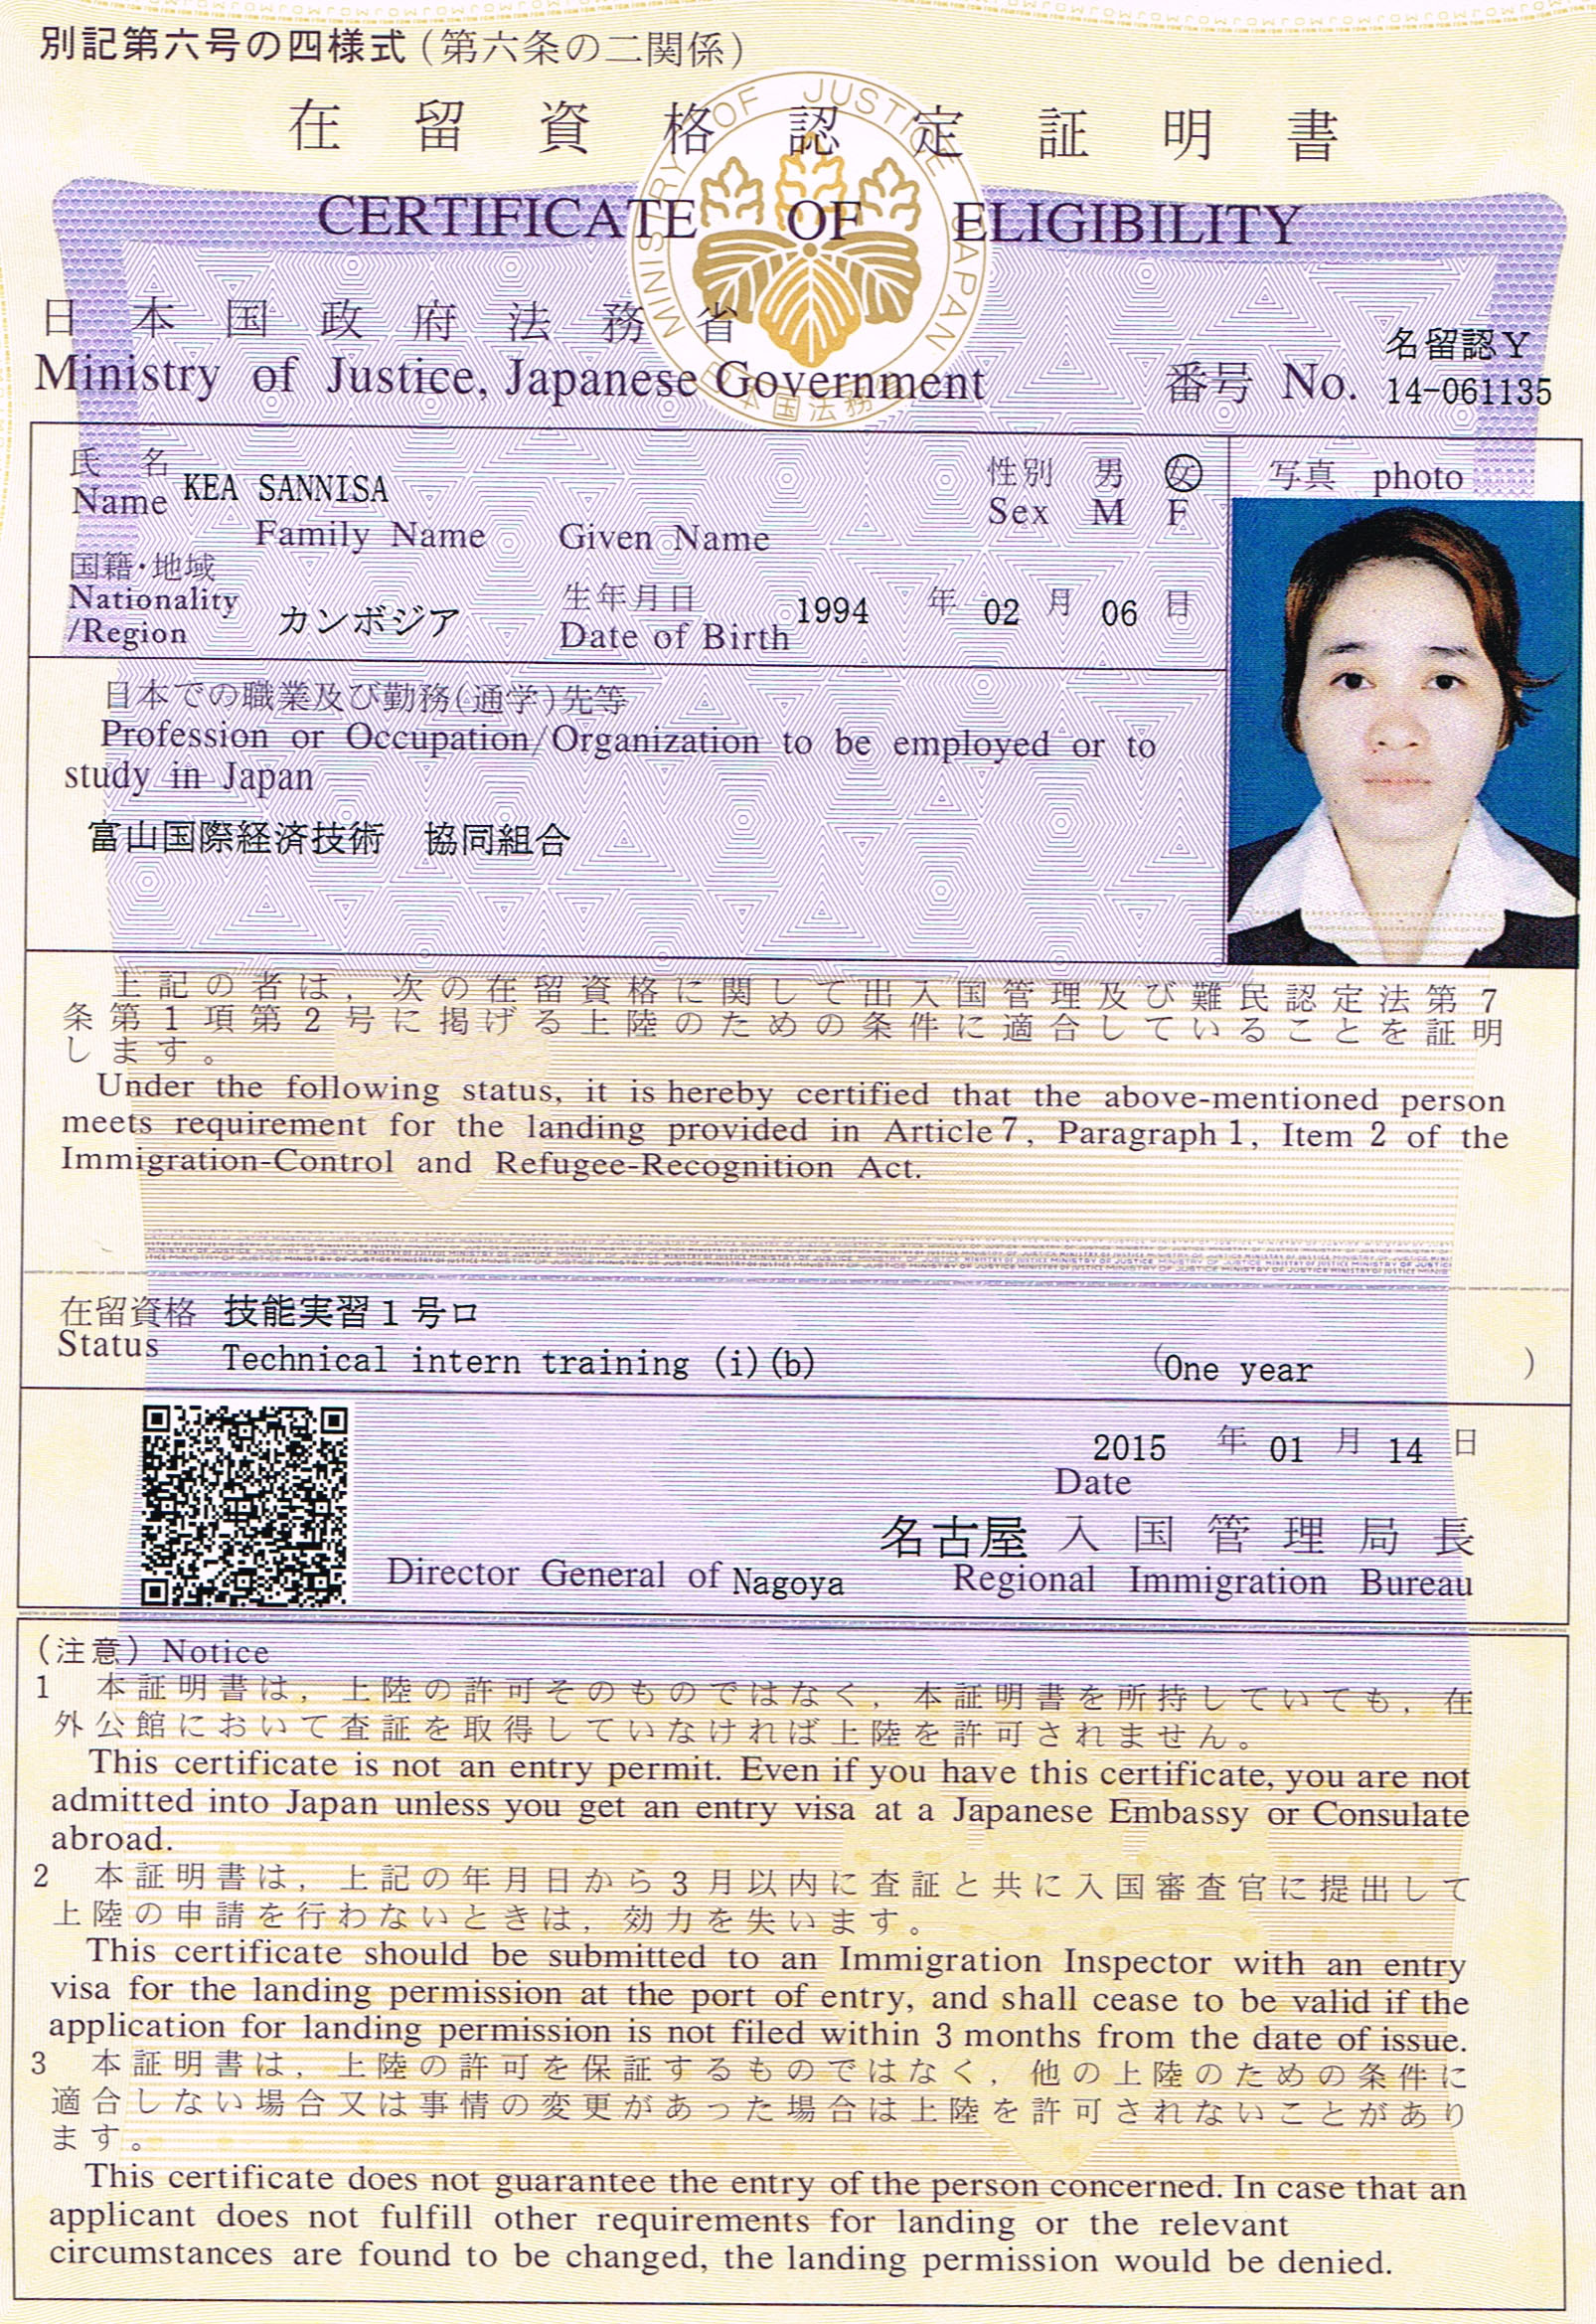 別記第六号の四様式(第六条の二関係)
在留資格認定証明書
CERTIFICATE OF ELIGIBILITY
MINISTRY OF JUSTICE JAPAN
日本国政府法務省
Ministry of Justice, Japanese Government
番号 No. 名留認Y
14-061135
氏名
Name KEA SANNISA
Family Name Given Name
性別 男 女
Sex M F
写真 photo
国籍・地域
Nationality
/Region カンボジア
生年月日 1994 年 02 月 06 日
Date of Birth
日本での職業及び勤務(通学)先等
Profession or Occupation/Organization to be employed or to
study in Japan
富山国際経済技術 協同組合
上記の者は,次の在留資格に関して出入国管理及び難民認定法第7
条第1項第2号に掲げる上陸のための条件に適合していることを証明
します。
Under the following status, it is hereby certified that the above-mentioned person
meets requirement for the landing provided in Article 7, Paragraph 1, Item 2 of the
Immigration-Control and Refugee-Recognition Act.
在留資格 技能実習1号ロ
Status Technical intern training (i)(b) (One year )
2015 年 01 月 14 日
Date
名古屋 入国管理局長
Director General of Nagoya Regional Immigration Bureau
(注意) Notice
1 本証明書は,上陸の許可そのものではなく,本証明書を所持していても,在
外公館において査証を取得していなければ上陸を許可されません。
This certificate is not an entry permit. Even if you have this certificate, you are not
admitted into Japan unless you get an entry visa at a Japanese Embassy or Consulate
abroad.
2 本証明書は,上記の年月日から3月以内に査証と共に入国審査官に提出して
上陸の申請を行わないときは,効力を失います。
This certificate should be submitted to an Immigration Inspector with an entry
visa for the landing permission at the port of entry, and shall cease to be valid if the
application for landing permission is not filed within 3 months from the date of issue.
3 本証明書は,上陸の許可を保証するものではなく,他の上陸のための条件に
適合しない場合又は事情の変更があった場合は上陸を許可されないことがあり
ます。
This certificate does not guarantee the entry of the person concerned. In case that an
applicant does not fulfill other requirements for landing or the relevant
circumstances are found to be changed, the landing permission would be denied.